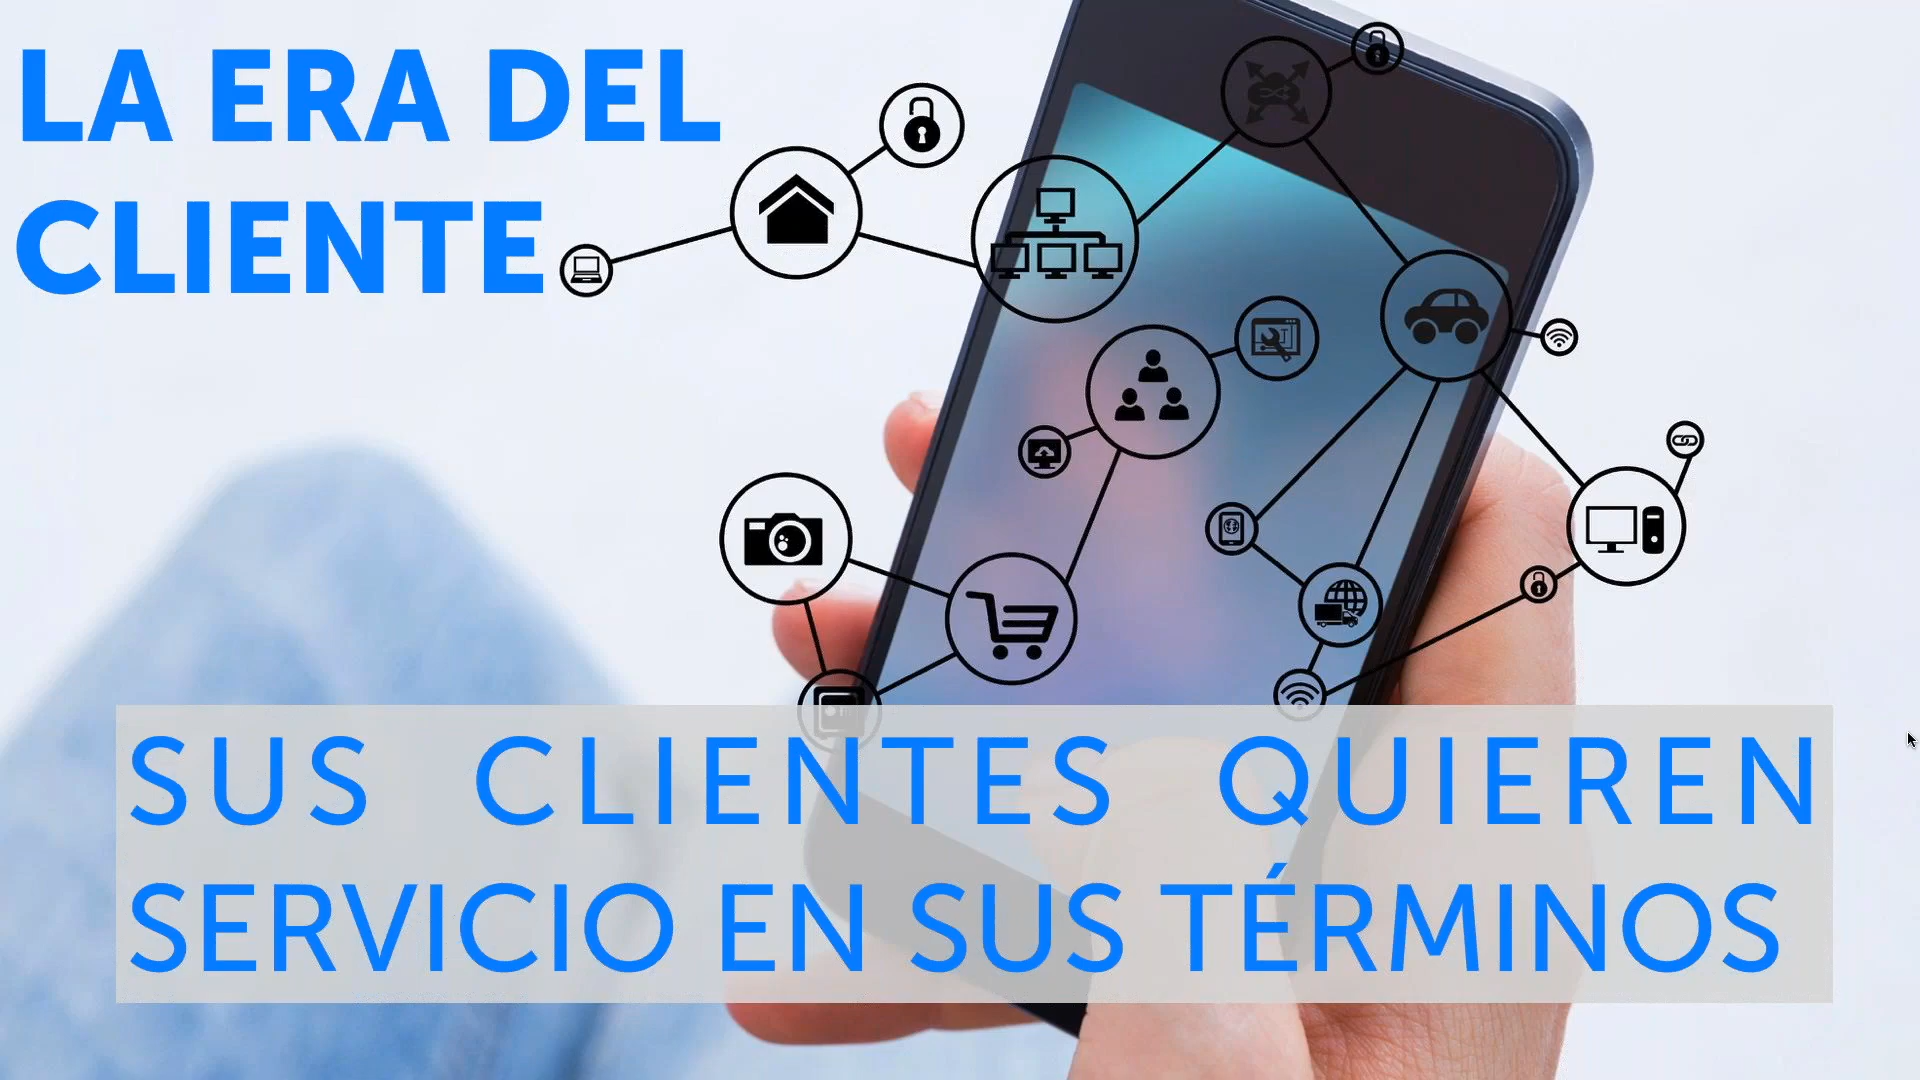 LA ERA DEL
CLIENTE
SUS CLIENTES QUIEREN
SERVICIO EN SUS TÉRMINOS